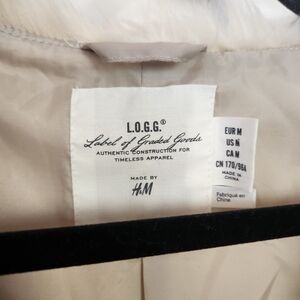 L.O.G.G.®
Label of Graded Goods
AUTHENTIC CONSTRUCTION FOR
TIMELESS APPAREL
MADE BY
H&M
EUR M
US M
CA M
CN 170/96A
MADE IN
CHINA
Fabriqué en
Chine